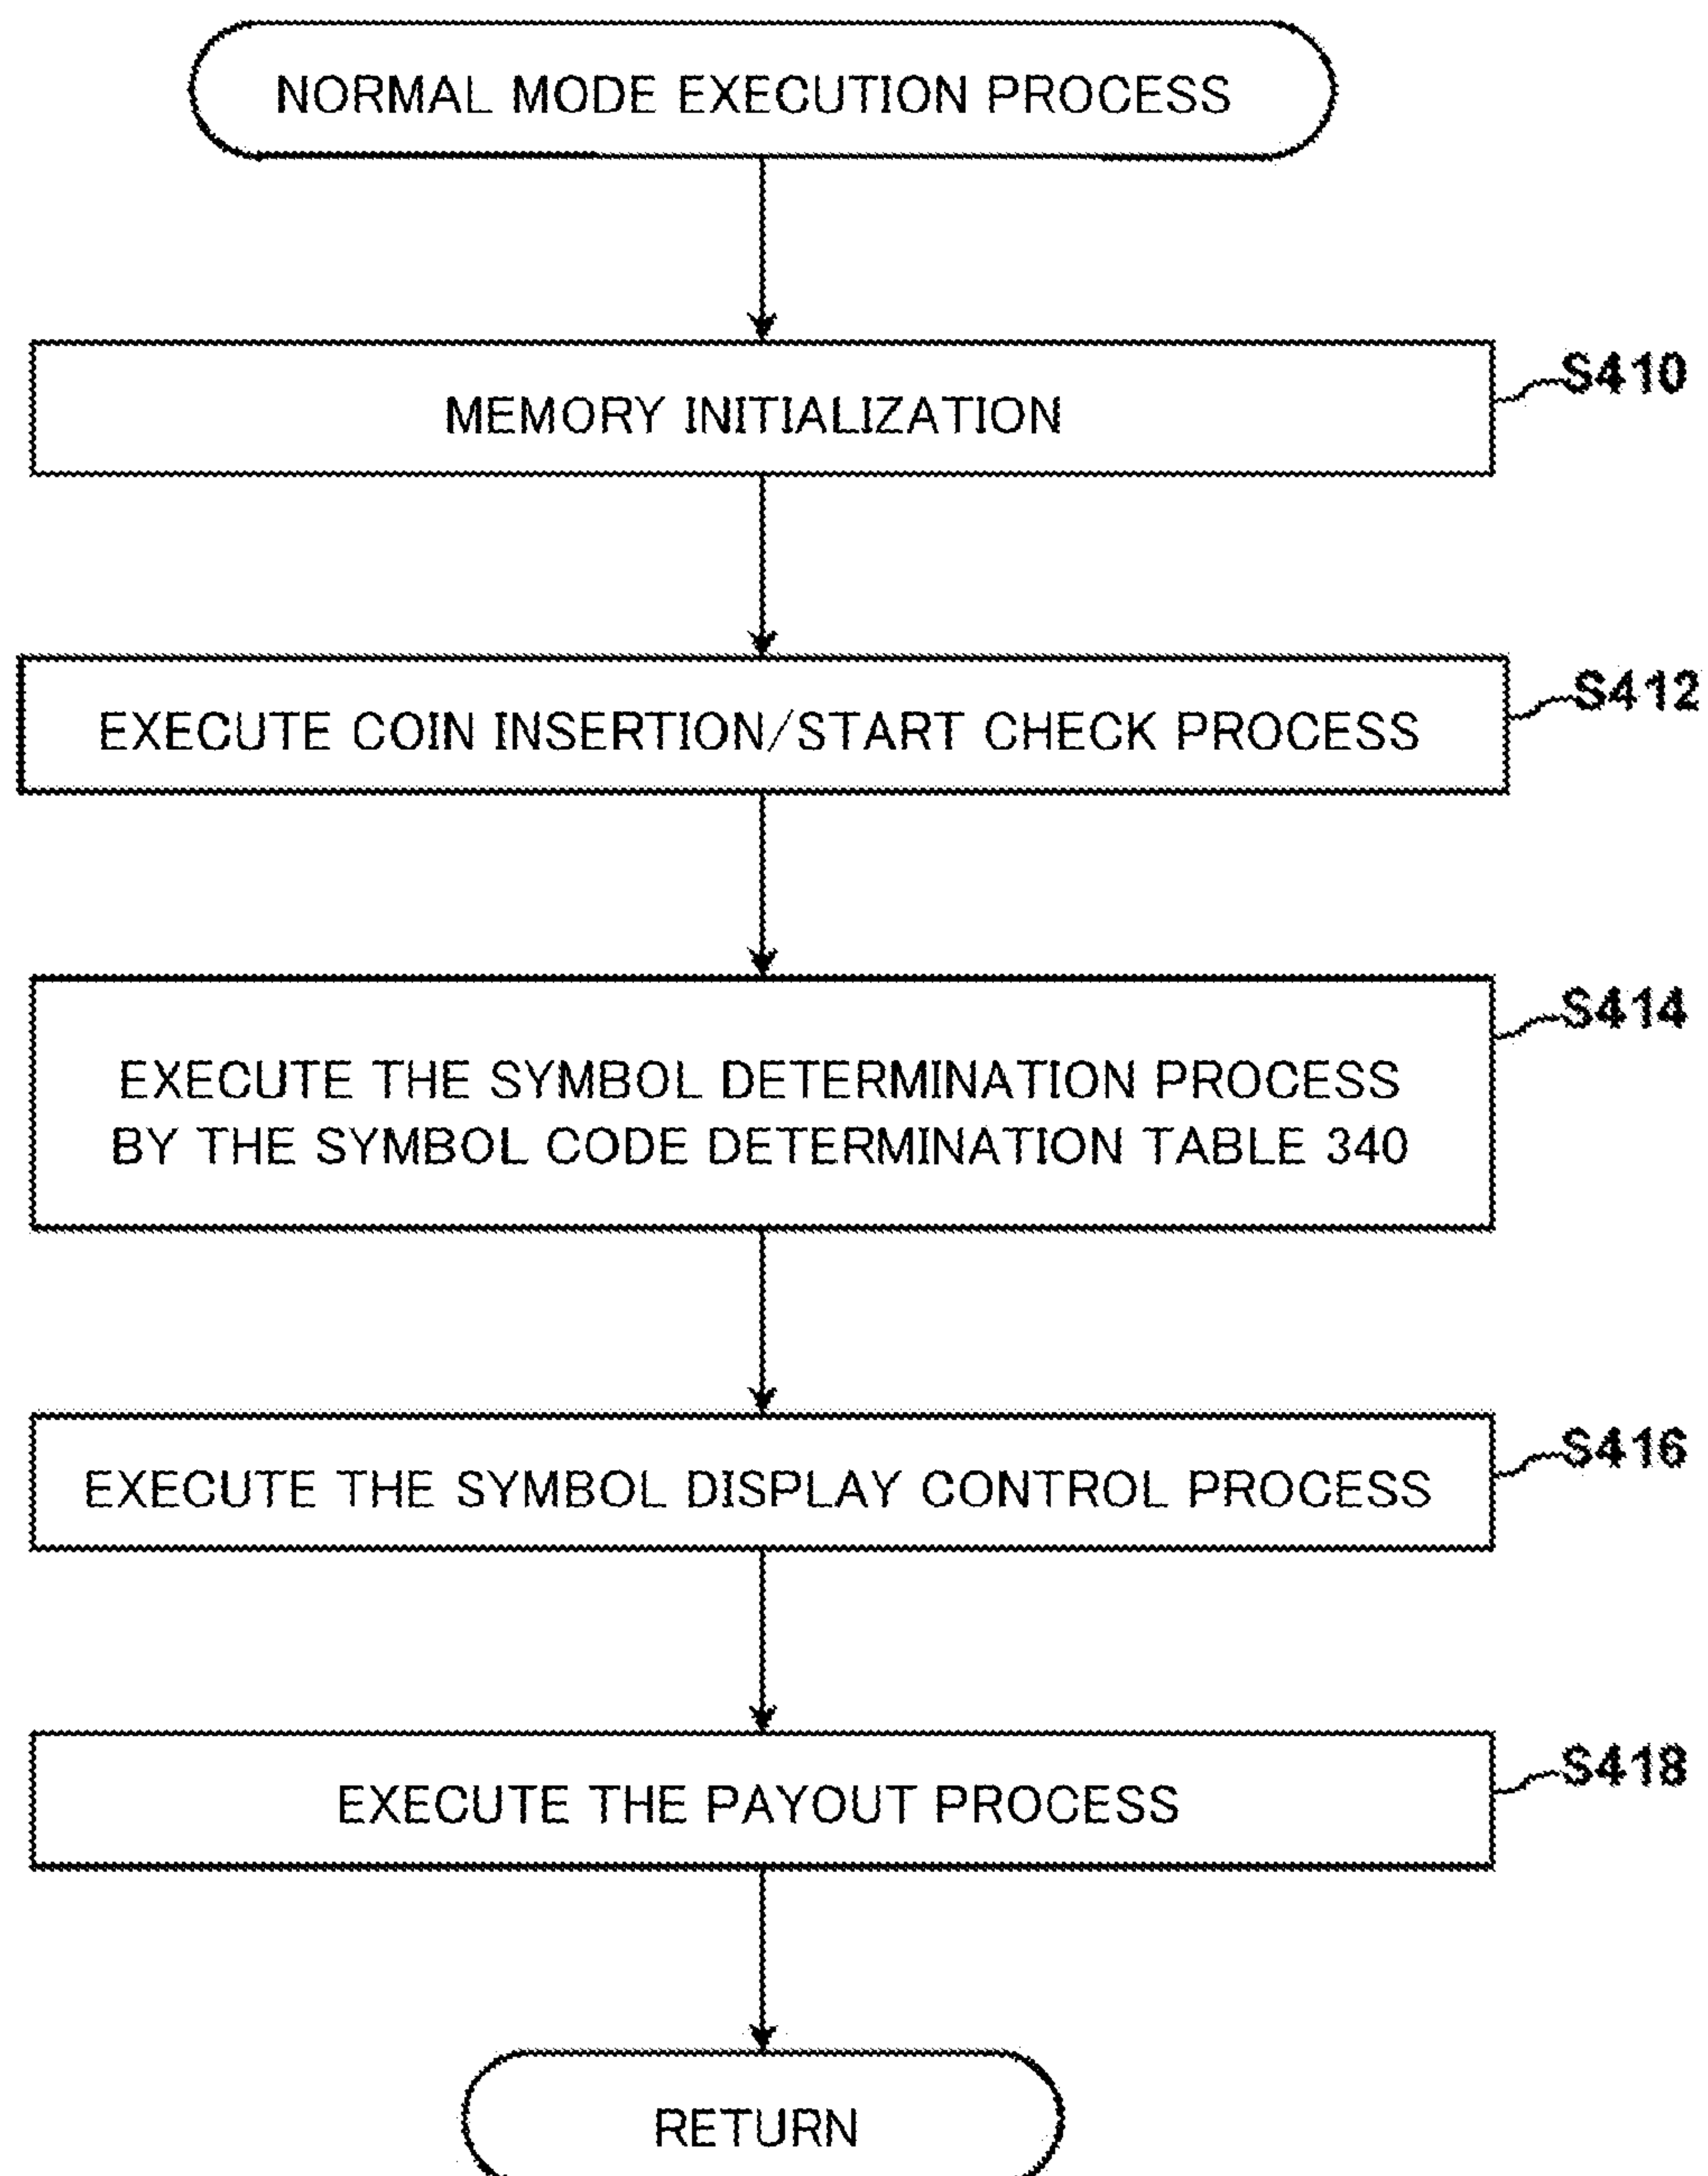 NORMAL MODE EXECUTION PROCESS
MEMORY INITIALIZATION
S410
EXECUTE COIN INSERTION/START CHECK PROCESS
S412
EXECUTE THE SYMBOL DETERMINATION PROCESS
BY THE SYMBOL CODE DETERMINATION TABLE 340
S414
EXECUTE THE SYMBOL DISPLAY CONTROL PROCESS
S416
EXECUTE THE PAYOUT PROCESS
S418
RETURN